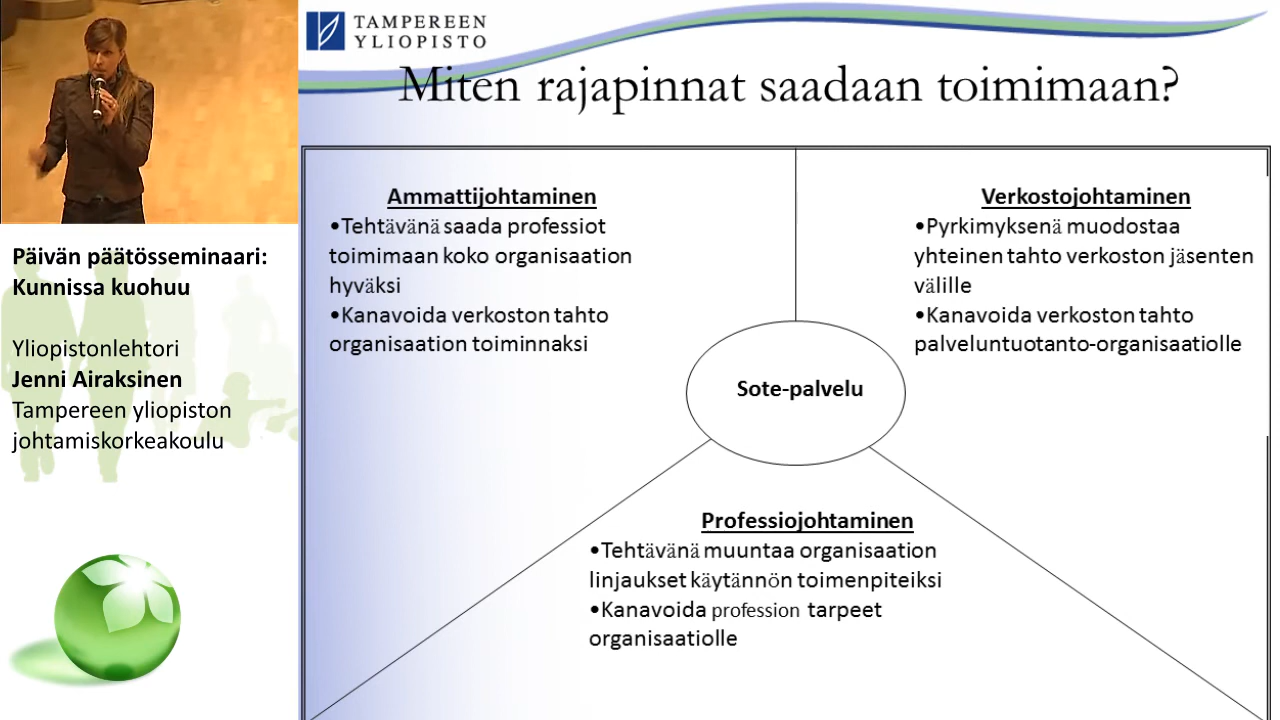 TAMPEREEN
YLIOPISTO
Miten rajapinnat saadaan toimimaan?
Päivän päätösseminaari:
Kunnissa kuohuu
Yliopistonlehtori
Jenni Airaksinen
Tampereen yliopiston
johtamiskorkeakoulu
Ammattijohtaminen
•Tehtävänä saada professiot
toimimaan koko organisaation
hyväksi
•Kanavoida verkoston tahto
organisaation toiminnaksi
Verkostojohtaminen
•Pyrkimyksenä muodostaa
yhteinen tahto verkoston jäsenten
välille
•Kanavoida verkoston tahto
palveluntuotanto-organisaatiolle
Sote-palvelu
Professiojohtaminen
•Tehtävänä muuntaa organisaation
linjaukset käytännön toimenpiteiksi
•Kanavoida profession tarpeet
organisaatiolle